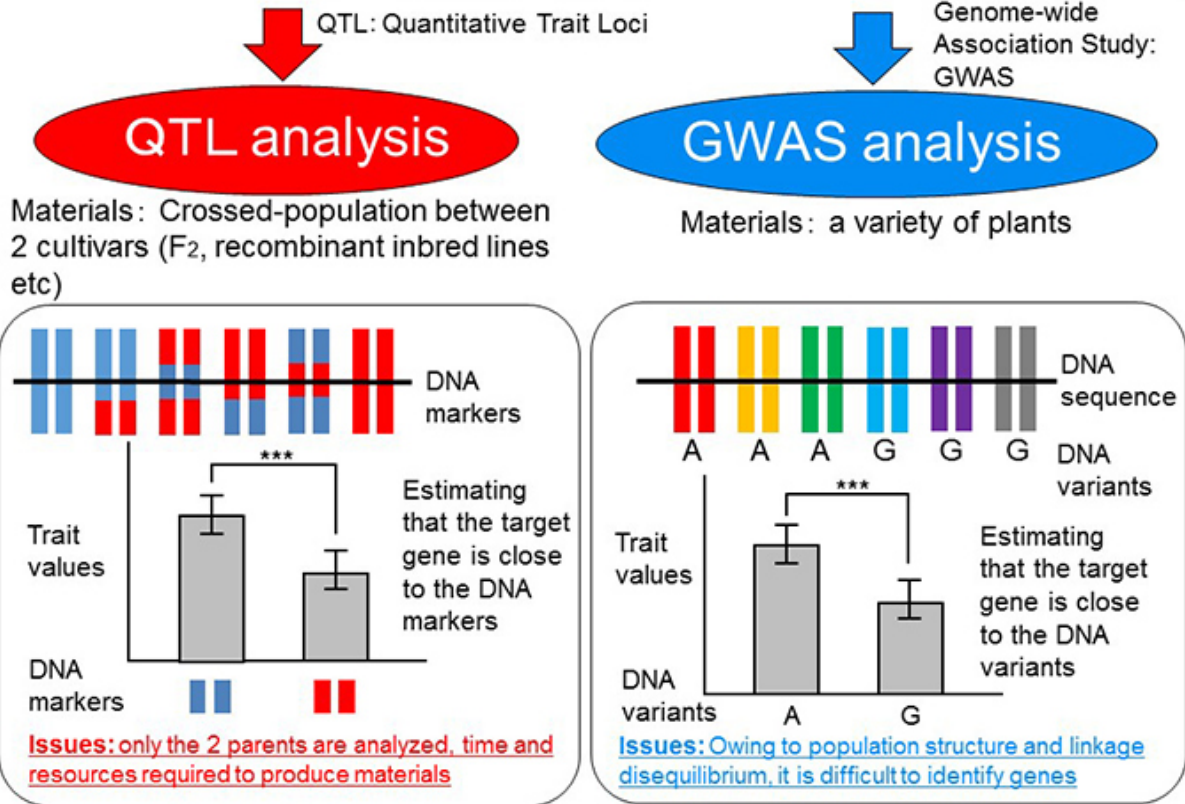 QTL: Quantitative Trait Loci
QTL analysis
Materials: Crossed-population between
2 cultivars (F2, recombinant inbred lines
etc)
DNA
markers
***
Trait
values
Estimating
that the target
gene is close
to the DNA
markers
DNA
markers
Issues: only the 2 parents are analyzed, time and
resources required to produce materials
Genome-wide
Association Study:
GWAS
GWAS analysis
Materials: a variety of plants
DNA
sequence
A A A G G G
DNA
variants
***
Trait
values
Estimating
that the target
gene is close
to the DNA
variants
DNA
variants
A G
Issues: Owing to population structure and linkage
disequilibrium, it is difficult to identify genes